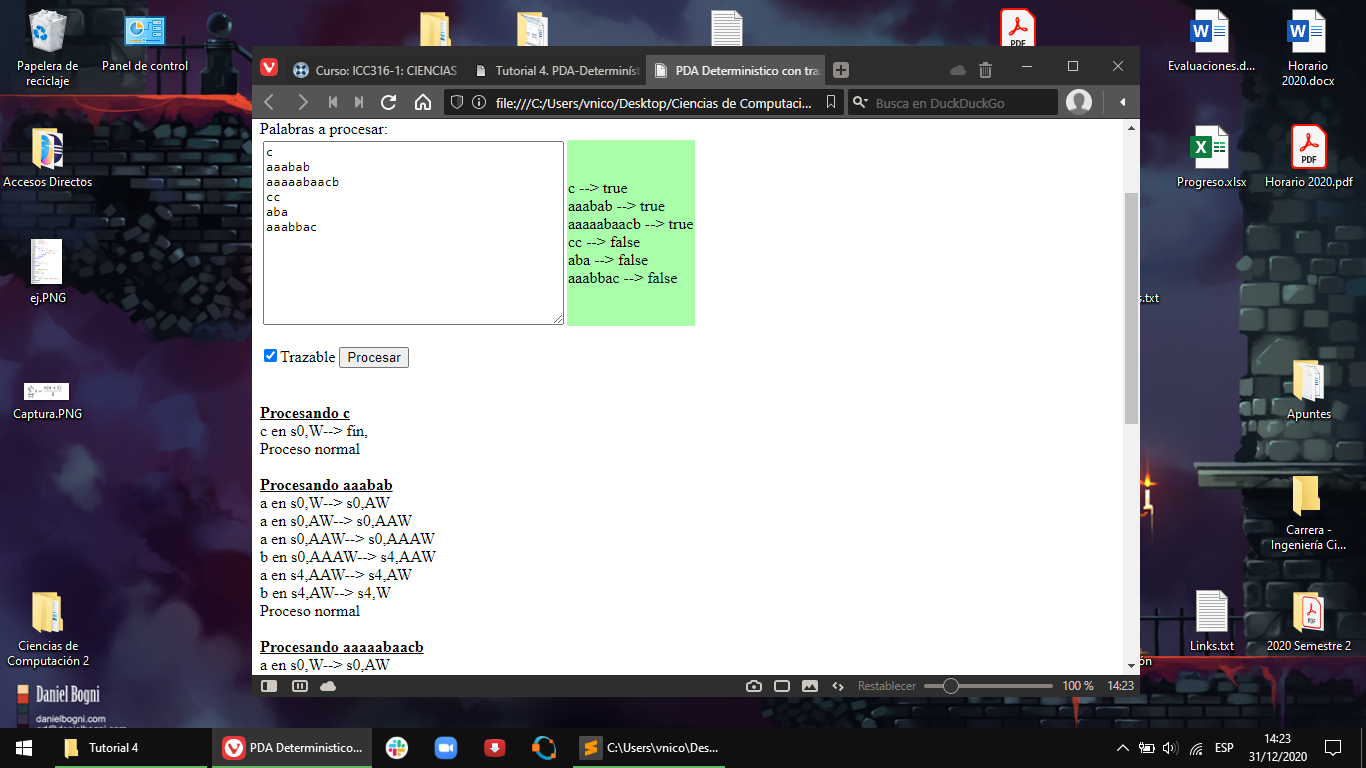 Papelera de
reciclaje
Panel de control
Evaluaciones.d...
Horario
2020.docx
Curso: ICC316-1: CIENCIAS
Tutorial 4. PDA-Determiníst
PDA Deterministico con tra
file:///C:/Users/vnico/Desktop/Ciencias de Computaci...
Busca en DuckDuckGo
Palabras a procesar:
c
aaabab
aaaaabaacb
cc
aba
aaabbac
c --> true
aaabab --> true
aaaaabaacb --> true
cc --> false
aba --> false
aaabbac --> false
Trazable
Procesar
Procesando c
c en s0,W--> fin,
Proceso normal
Procesando aaabab
a en s0,W--> s0,AW
a en s0,AW--> s0,AAW
a en s0,AAW--> s0,AAAW
b en s0,AAAW--> s4,AAW
a en s4,AAW--> s4,AW
b en s4,AW--> s4,W
Proceso normal
Procesando aaaaabaacb
a en s0,W--> s0,AW
Restablecer
100 %
14:23
Accesos Directos
ej.PNG
Captura.PNG
Ciencias de
Computación 2
Daniel Bogni
danielbogni.com
PDF
Progreso.xlsx
PDF
Horario 2020.pdf
s.txt
Apuntes
Carrera -
Ingeniería Ci...
Links.txt
2020 Semestre 2
ón
Tutorial 4
PDA Deterministico...
C:\Users\vnico\Des...
ESP
14:23
31/12/2020